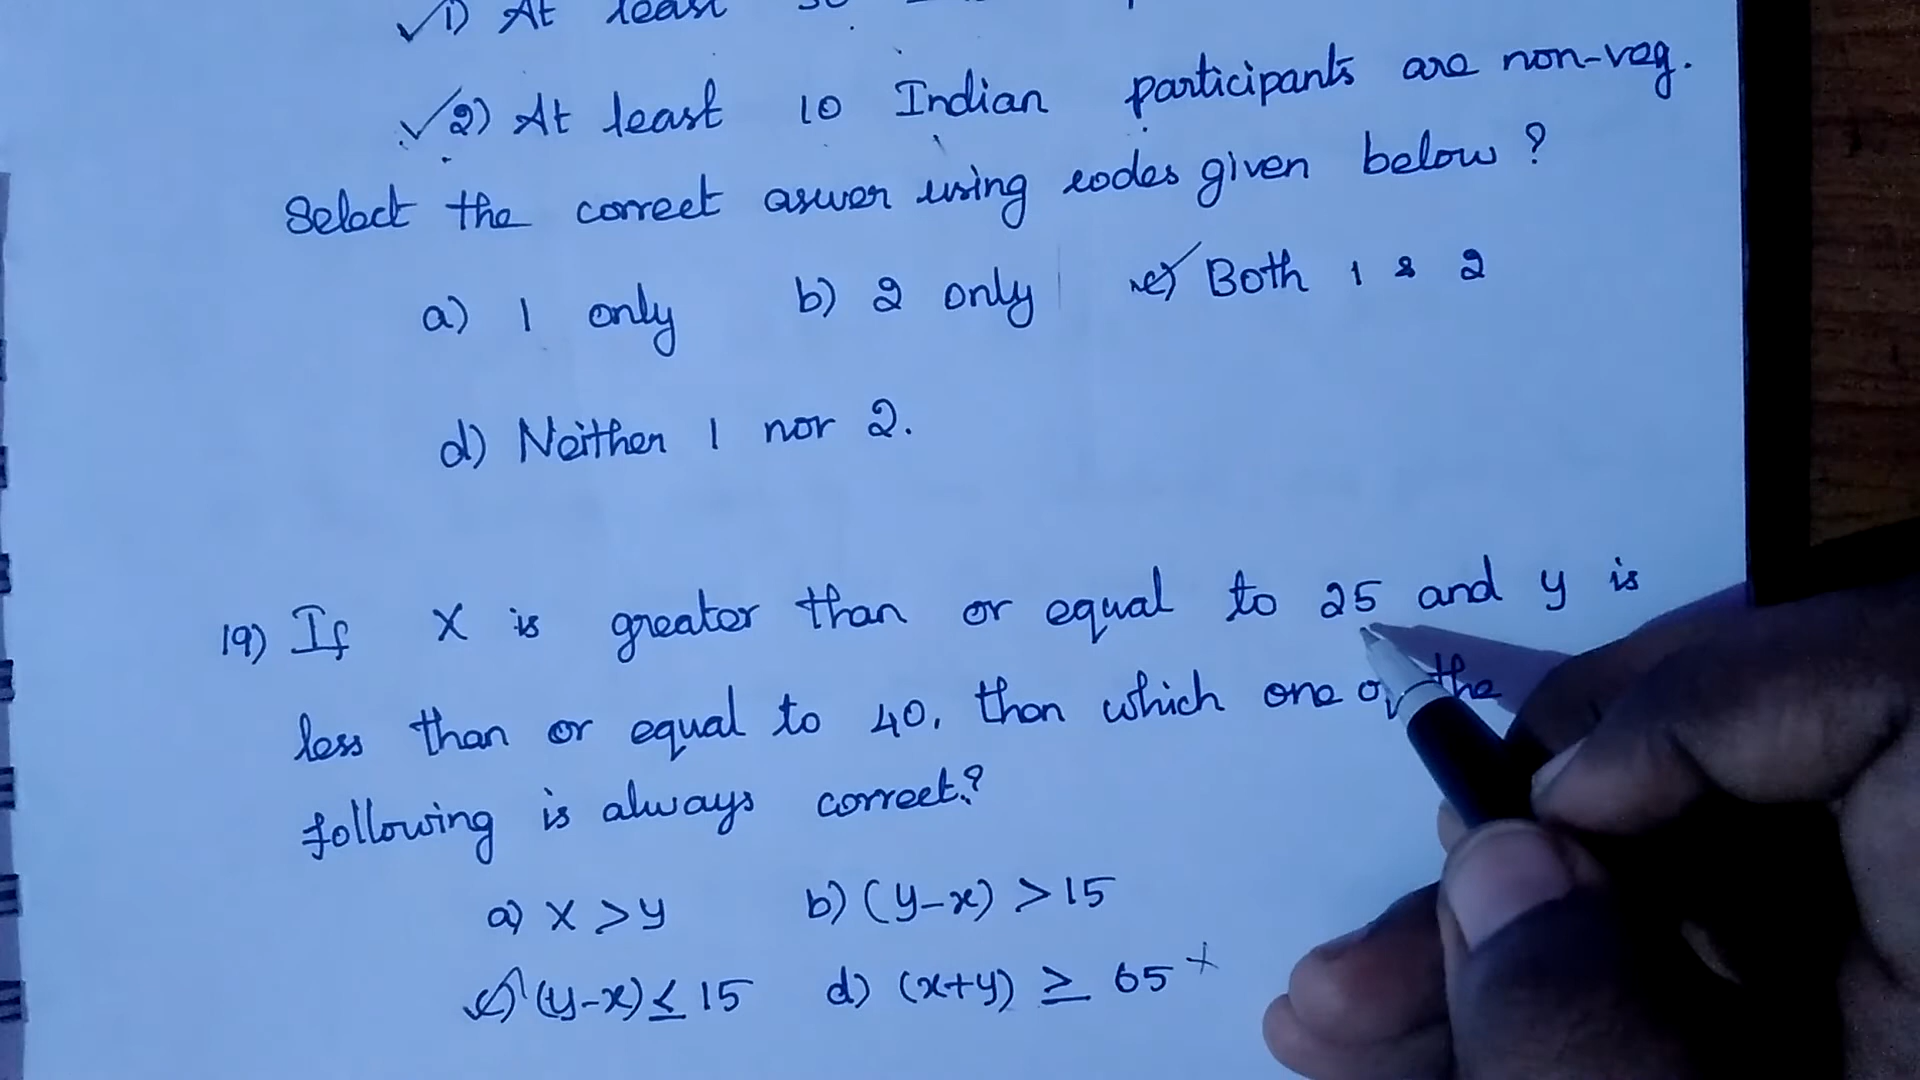 1) At least
2) At least 10 Indian participants are non-veg.
Select the correct aswer using codes given below?
a) 1 only b) 2 only c) Both 1 & 2
d) Neither 1 nor 2.
19) If X is greater than or equal to 25 and y is
less than or equal to 40, then which one of the
following is always correct?
a) X > y b) (y-x) > 15
c) (y-x) ≤ 15 d) (x+y) ≥ 65